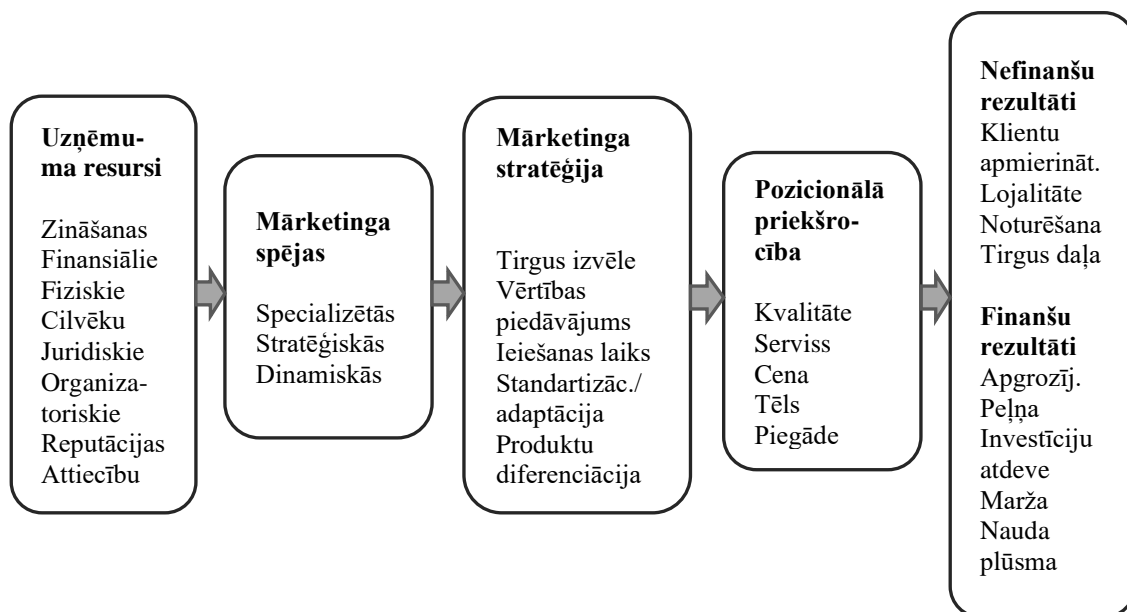 Uzņēmu-
ma resursi
Zināšanas
Finansiālie
Fiziskie
Cilvēku
Juridiskie
Organiza-
toriskie
Reputācijas
Attiecību
Mārketinga
spējas
Specializētās
Stratēģiskās
Dinamiskās
Mārketinga
stratēģija
Tirgus izvēle
Vērtības
piedāvājums
Ieiešanas laiks
Standartizāc./
adaptācija
Produktu
diferenciācija
Pozicionālā
priekšro-
cība
Kvalitāte
Serviss
Cena
Tēls
Piegāde
Nefinanšu
rezultāti
Klientu
apmierināt.
Lojalitāte
Noturēšana
Tirgus daļa
Finanšu
rezultāti
Apgrozīj.
Peļņa
Investīciju
atdeve
Marža
Nauda
plūsma